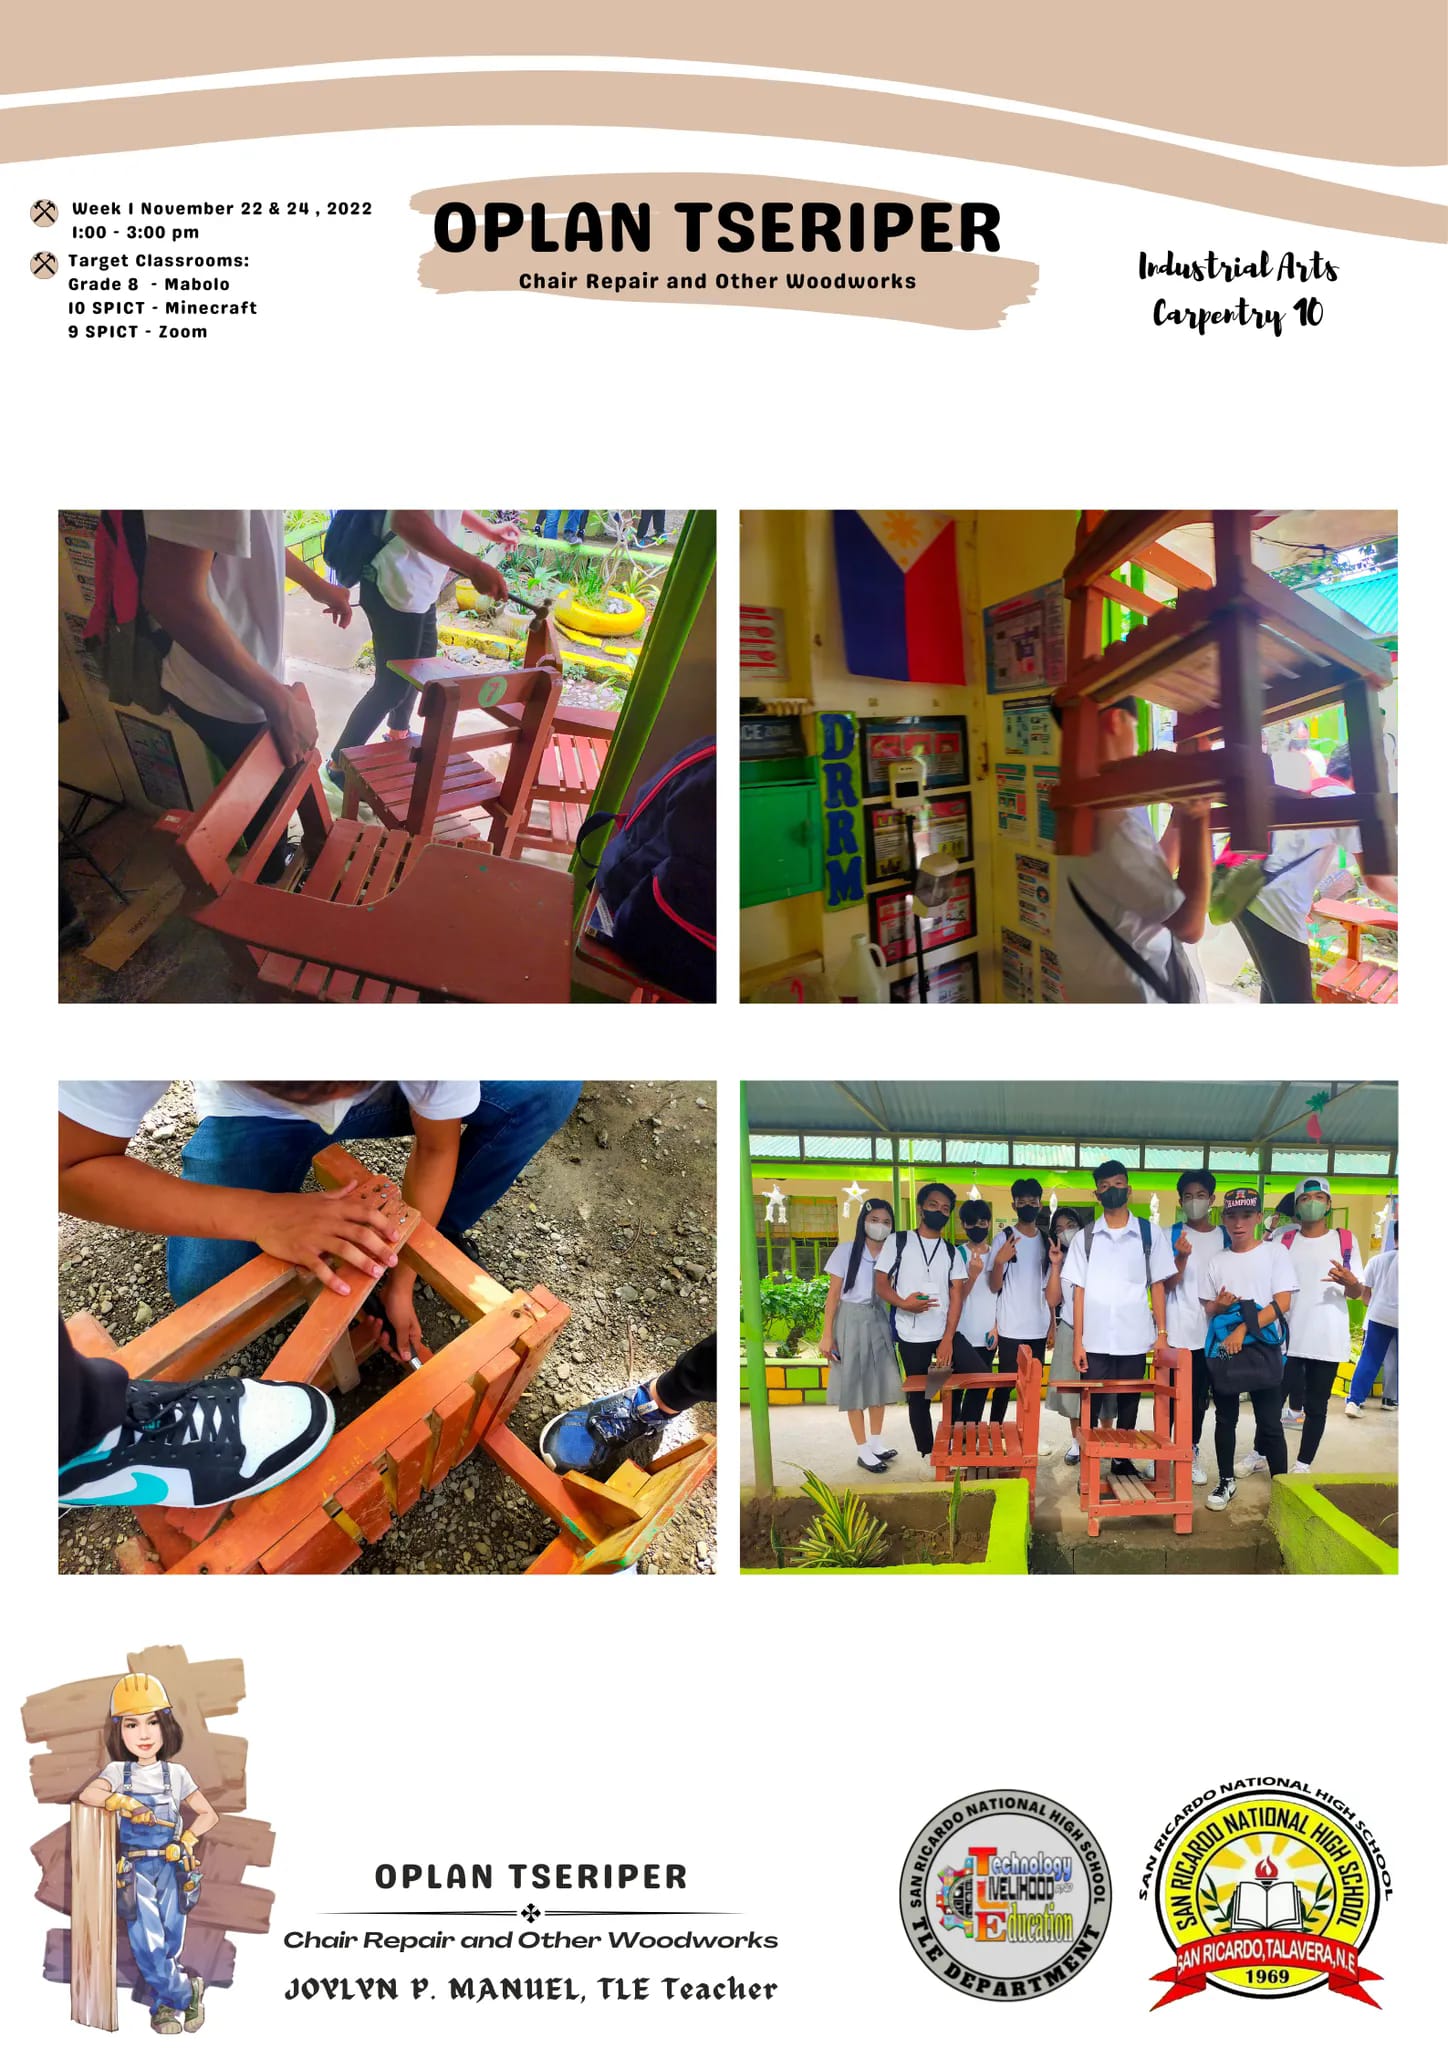 Week 1 November 22 & 24 , 2022
1:00 - 3:00 pm
Target Classrooms:
Grade 8 - Mabolo
10 SPICT - Minecraft
9 SPICT - Zoom
OPLAN TSERIPER
Chair Repair and Other Woodworks
Industrial Arts
Carpentry 10
7
DRRM
CHAMPIONS
OPLAN TSERIPER
Chair Repair and Other Woodworks
JOYLYN P. MANUEL, TLE Teacher
SAN RICARDO NATIONAL HIGH SCHOOL
Technology
LIVELIHOOD AND
Education
TLE DEPARTMENT
SAN RICARDO NATIONAL HIGH SCHOOL
SAN RICARDO NATIONAL HIGH SCHOOL
SAN RICARDO, TALAVERA, N.E
1969